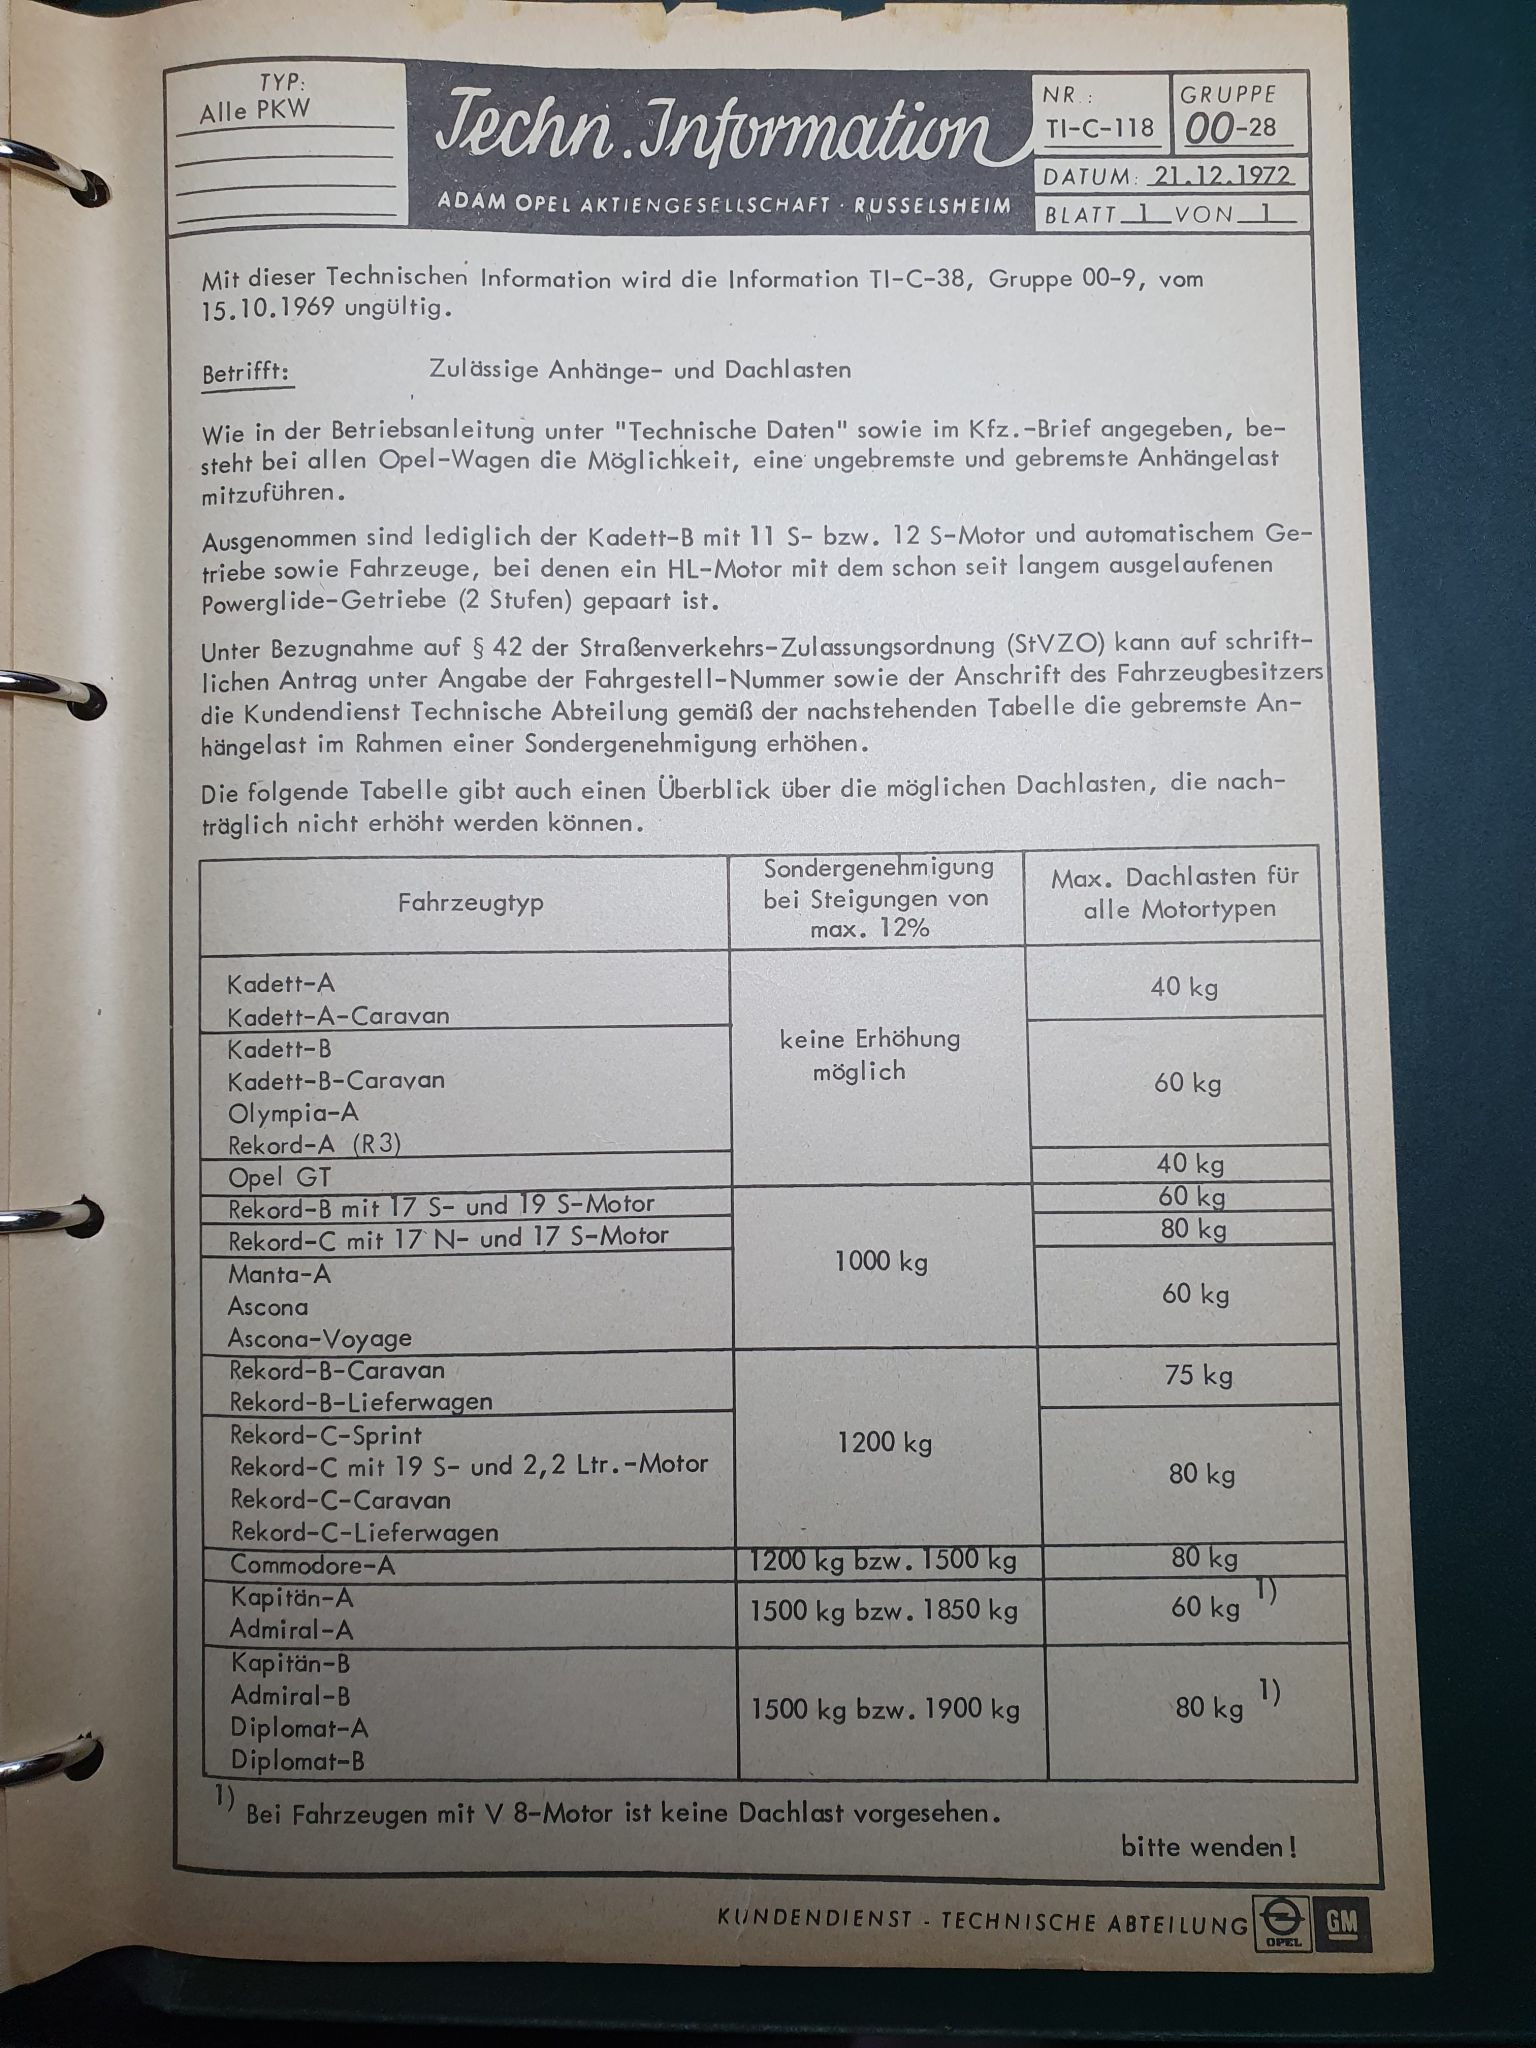 TYP:
Alle PKW
Techn. Information
ADAM OPEL AKTIENGESELLSCHAFT · RÜSSELSHEIM
NR.:
TI-C-118
GRUPPE
00-28
DATUM: 21.12.1972
BLATT 1 VON 1
Mit dieser Technischen Information wird die Information TI-C-38, Gruppe 00-9, vom
15.10.1969 ungültig.
Betrifft: Zulässige Anhänge- und Dachlasten
Wie in der Betriebsanleitung unter "Technische Daten" sowie im Kfz.-Brief angegeben, be-
steht bei allen Opel-Wagen die Möglichkeit, eine ungebremste und gebremste Anhängelast
mitzuführen.
Ausgenommen sind lediglich der Kadett-B mit 11 S- bzw. 12 S-Motor und automatischem Ge-
triebe sowie Fahrzeuge, bei denen ein HL-Motor mit dem schon seit langem ausgelaufenen
Powerglide-Getriebe (2 Stufen) gepaart ist.
Unter Bezugnahme auf § 42 der Straßenverkehrs-Zulassungsordnung (StVZO) kann auf schrift-
lichen Antrag unter Angabe der Fahrgestell-Nummer sowie der Anschrift des Fahrzeugbesitzers
die Kundendienst Technische Abteilung gemäß der nachstehenden Tabelle die gebremste An-
hängelast im Rahmen einer Sondergenehmigung erhöhen.
Die folgende Tabelle gibt auch einen Überblick über die möglichen Dachlasten, die nach-
träglich nicht erhöht werden können.
Fahrzeugtyp
Sondergenehmigung
bei Steigungen von
max. 12%
Max. Dachlasten für
alle Motortypen
Kadett-A
Kadett-A-Caravan
40 kg
Kadett-B
Kadett-B-Caravan
Olympia-A
Rekord-A (R3)
keine Erhöhung
möglich
60 kg
Opel GT
40 kg
Rekord-B mit 17 S- und 19 S-Motor
60 kg
Rekord-C mit 17 N- und 17 S-Motor
80 kg
Manta-A
Ascona
Ascona-Voyage
1000 kg
60 kg
Rekord-B-Caravan
Rekord-B-Lieferwagen
75 kg
Rekord-C-Sprint
Rekord-C mit 19 S- und 2,2 Ltr.-Motor
Rekord-C-Caravan
Rekord-C-Lieferwagen
1200 kg
80 kg
Commodore-A
1200 kg bzw. 1500 kg
80 kg
Kapitän-A
Admiral-A
1500 kg bzw. 1850 kg
60 kg 1)
Kapitän-B
Admiral-B
Diplomat-A
Diplomat-B
1500 kg bzw. 1900 kg
80 kg 1)
1) Bei Fahrzeugen mit V 8-Motor ist keine Dachlast vorgesehen.
bitte wenden!
KUNDENDIENST - TECHNISCHE ABTEILUNG
OPEL
GM